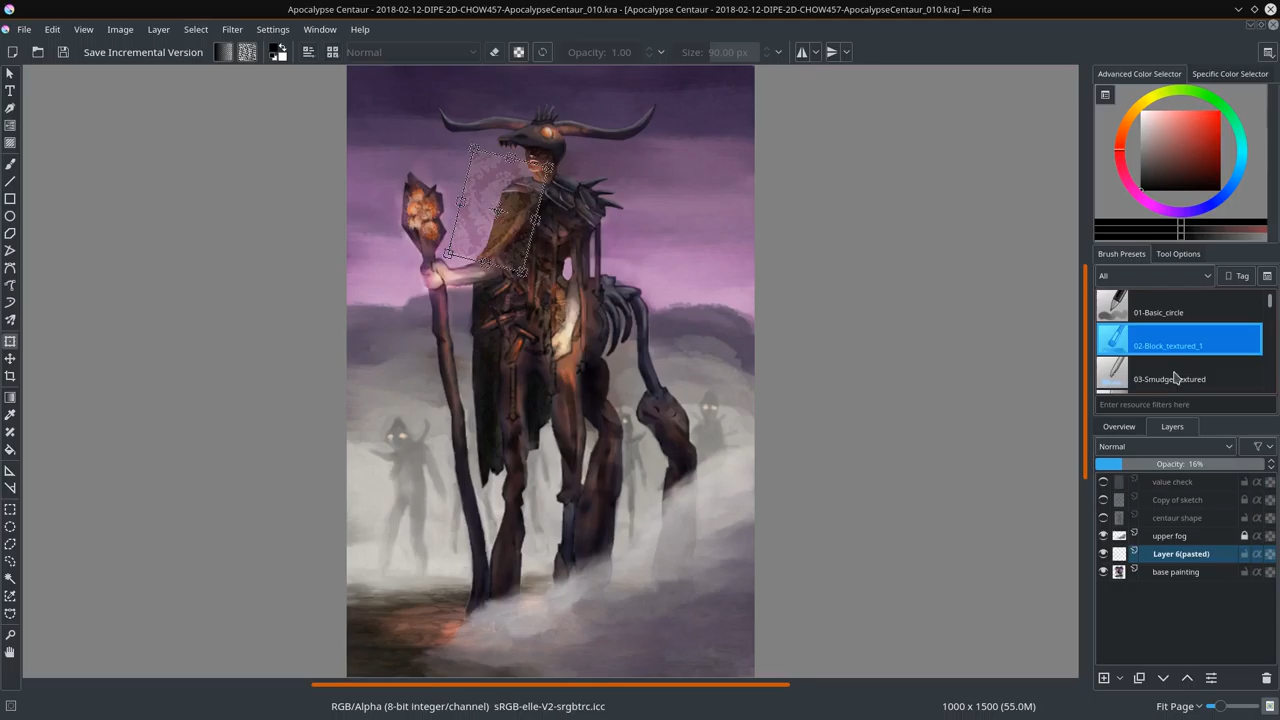 Apocalypse Centaur - 2018-02-12-DIPE-2D-CHOW457-ApocalypseCentaur_010.kra - [Apocalypse Centaur - 2018-02-12-DIPE-2D-CHOW457-ApocalypseCentaur_010.kra] — Krita
File Edit View Image Layer Select Filter Settings Window Help
Save Incremental Version Normal Opacity: 1.00 Size: 90.00 px
Advanced Color Selector Specific Color Selector
Brush Presets Tool Options
All Tag
01-Basic_circle
02-Block_textured_1
03-Smudge_textured
Enter resource filters here
Overview Layers
Normal
Opacity: 16%
value check
Copy of sketch
centaur shape
upper fog
Layer 6(pasted)
base painting
RGB/Alpha (8-bit integer/channel) sRGB-elle-V2-srgbtrc.icc 1000 x 1500 (55.0M) Fit Page